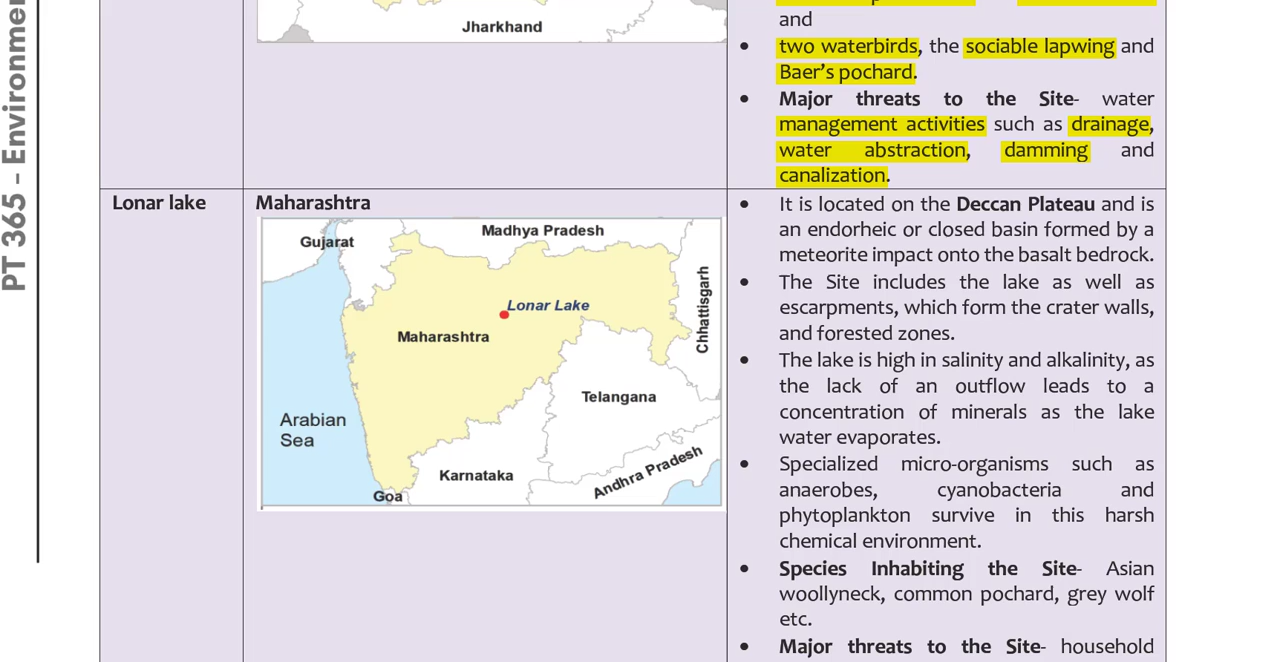 PT 365 – Environme
Jharkhand
and
• two waterbirds, the sociable lapwing and
Baer's pochard.
• Major threats to the Site- water
management activities such as drainage,
water abstraction, damming and
canalization.
Lonar lake
Maharashtra
Gujarat
Madhya Pradesh
Lonar Lake
Maharashtra
Chhattisgarh
Telangana
Arabian
Sea
Karnataka
Andhra Pradesh
Goa
• It is located on the Deccan Plateau and is
an endorheic or closed basin formed by a
meteorite impact onto the basalt bedrock.
• The Site includes the lake as well as
escarpments, which form the crater walls,
and forested zones.
• The lake is high in salinity and alkalinity, as
the lack of an outflow leads to a
concentration of minerals as the lake
water evaporates.
• Specialized micro-organisms such as
anaerobes, cyanobacteria and
phytoplankton survive in this harsh
chemical environment.
• Species Inhabiting the Site- Asian
woollyneck, common pochard, grey wolf
etc.
• Major threats to the Site- household